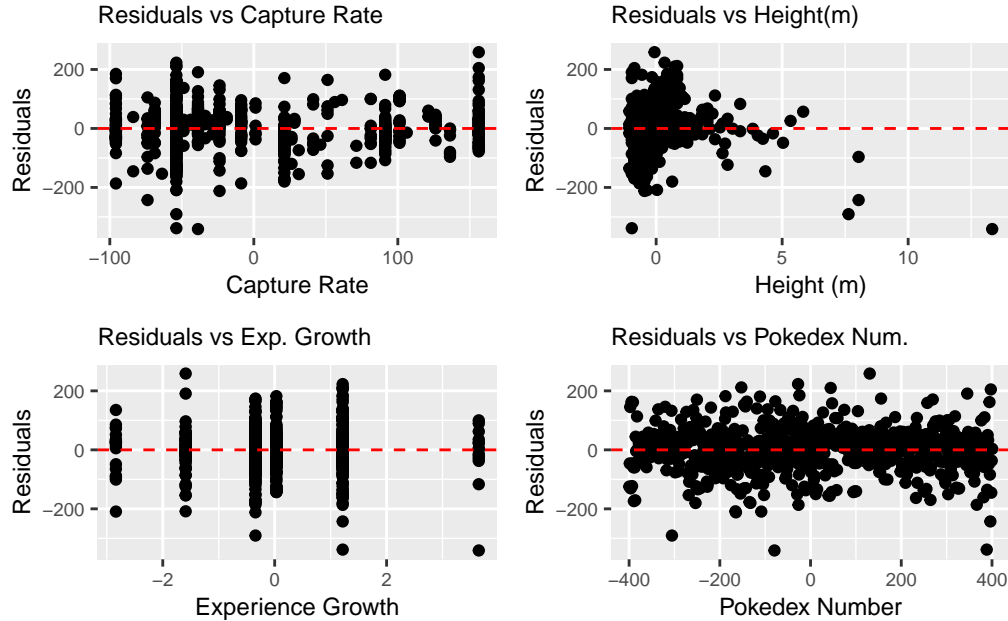 Residuals vs Capture Rate
Residuals
200
0
−200
−100
0
100
Capture Rate
Residuals vs Height(m)
Residuals
200
0
−200
0
5
10
Height (m)
Residuals vs Exp. Growth
Residuals
200
0
−200
−2
0
2
Experience Growth
Residuals vs Pokedex Num.
Residuals
200
0
−200
−400
−200
0
200
400
Pokedex Number